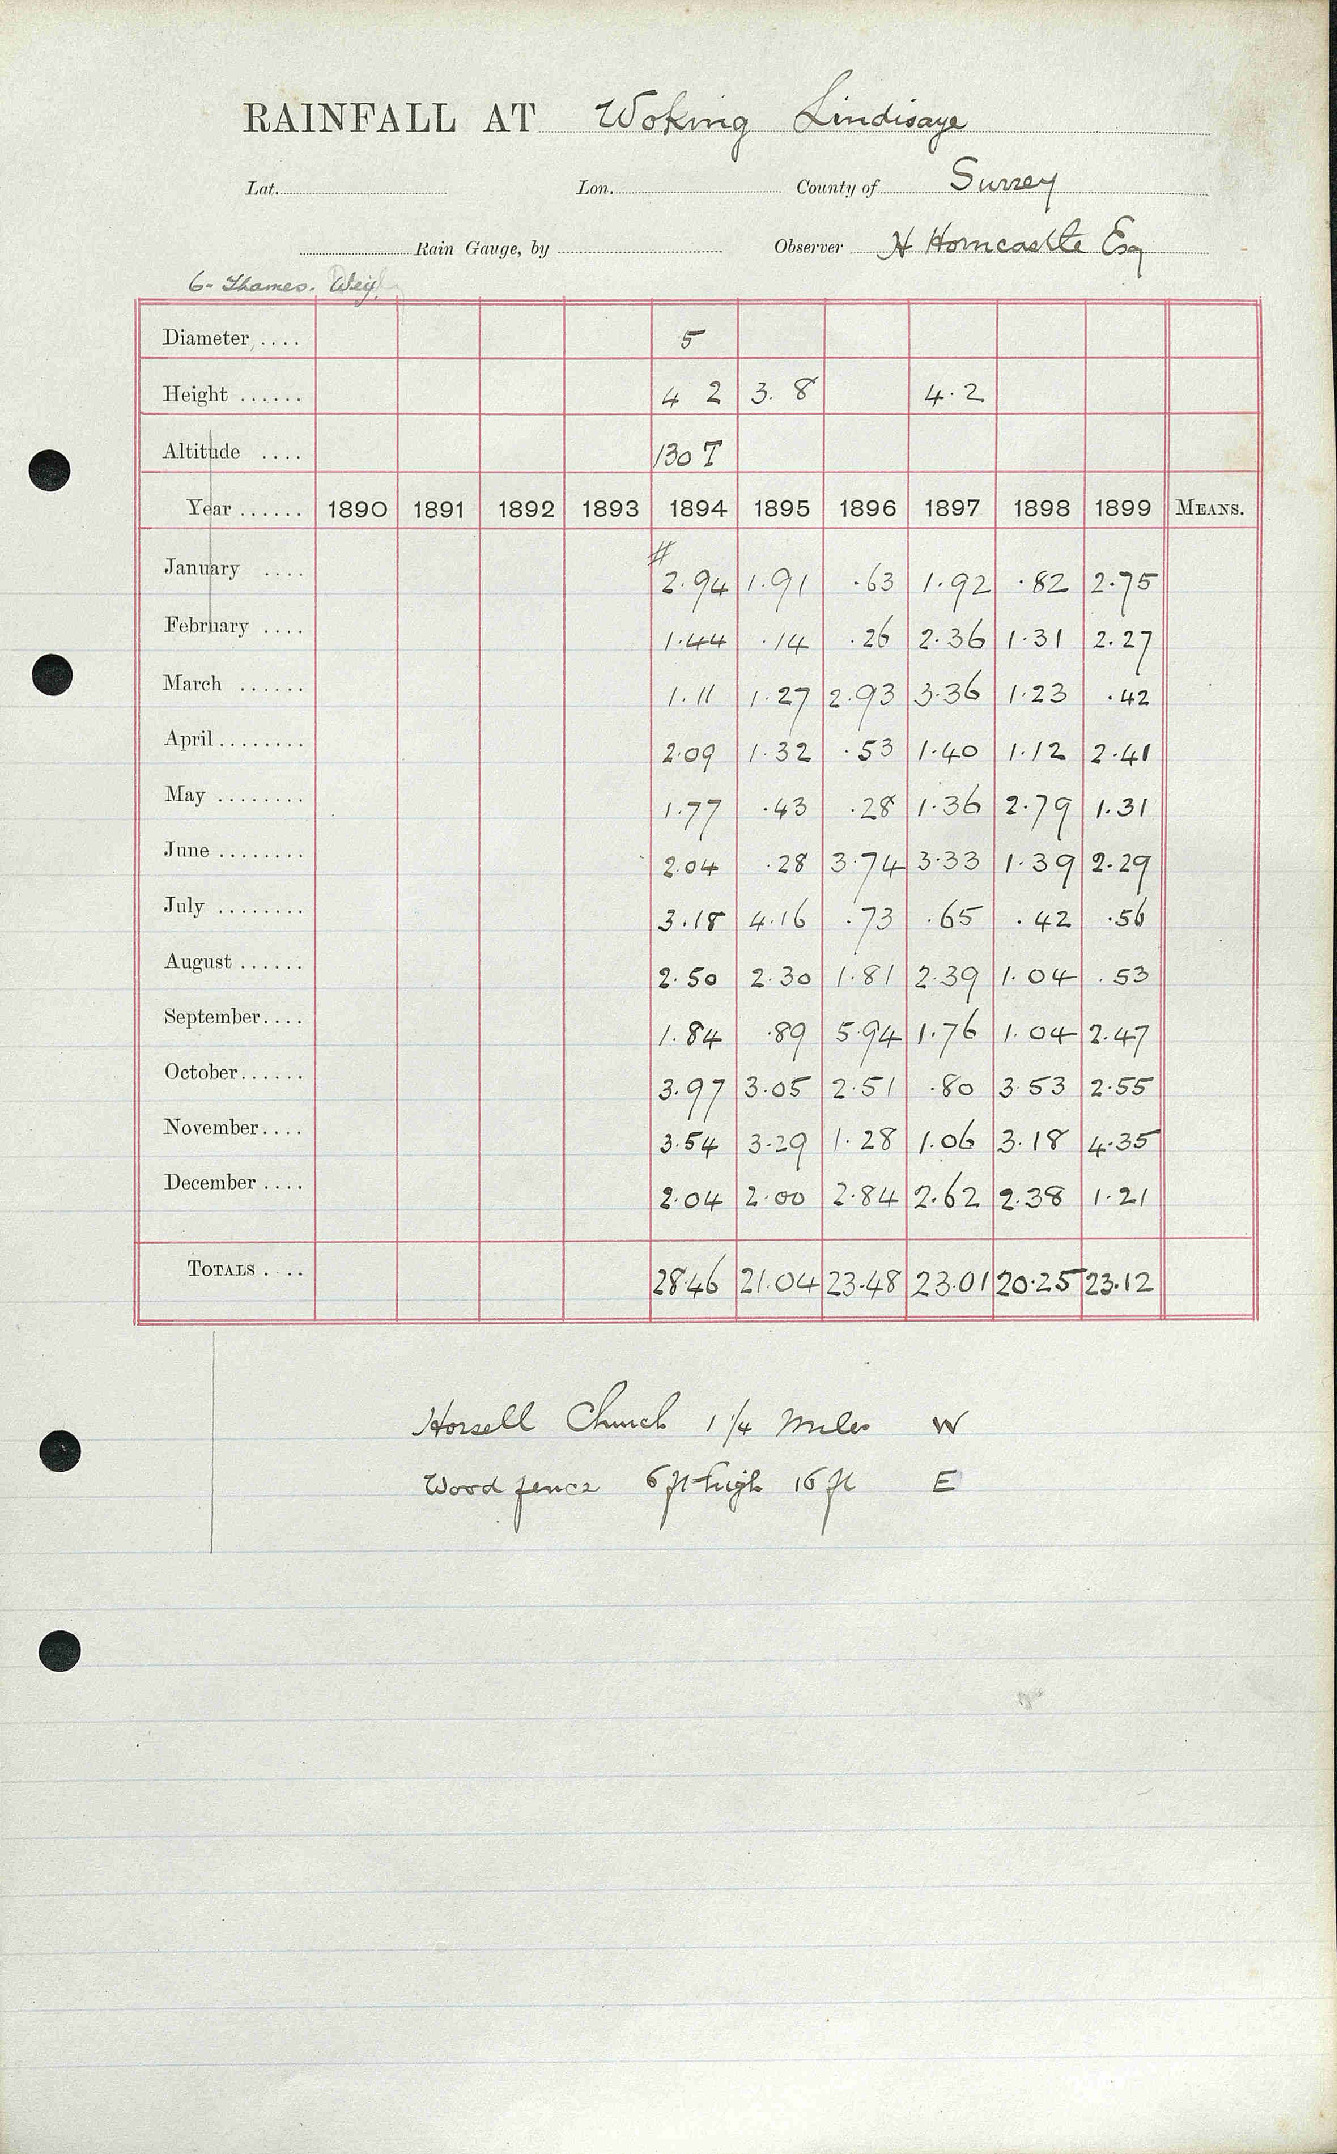 RAINFALL AT Woking Lindisaye
Lat. Lon. County of Surrey
Rain Gauge, by Observer H Horncastle Esq
6- Thames. Wey
Diameter .... 5
Height ...... 4 2 3. 8 4.2
Altitude .... 130 T
Year ...... 1890 1891 1892 1893 1894 1895 1896 1897 1898 1899 MEANS.
#
January .... 2.94 1.91 .63 1.92 .82 2.75
February .... 1.44 .14 .26 2.36 1.31 2.27
March ...... 1.11 1.27 2.93 3.36 1.23 .42
April ........ 2.09 1.32 .53 1.40 1.12 2.41
May ........ 1.77 .43 .28 1.36 2.79 1.31
June ........ 2.04 .28 3.74 3.33 1.39 2.29
July ........ 3.18 4.16 .73 .65 .42 .56
August ...... 2.50 2.30 1.81 2.39 1.04 .53
September .... 1.84 .89 5.94 1.76 1.04 2.47
October ...... 3.97 3.05 2.51 .80 3.53 2.55
November .... 3.54 3.29 1.28 1.06 3.18 4.35
December .... 2.04 2.00 2.84 2.62 2.38 1.21
TOTALS .... 28.46 21.04 23.48 23.01 20.25 23.12
Horsell Church 1 1/4 Miles W
Wood fence 6 ft high 16 ft E